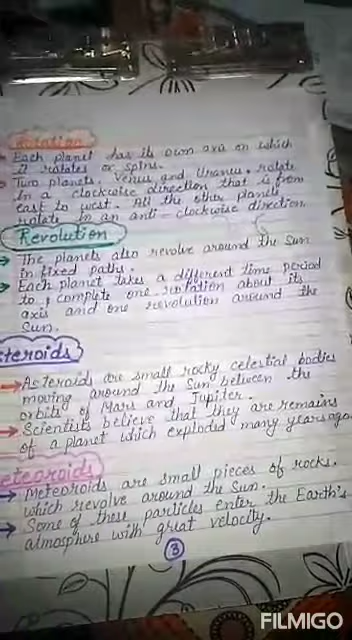 Rotation
Each planet has its own axis on which
it rotates or spins.
Two planets, Venus and Uranus, rotate
in a clockwise direction that is from
east to west. All the other planets
rotate in an anti-clockwise direction.
Revolution
→ The planets also revolve around the Sun
in fixed paths.
→ Each planet takes a different time period
to complete one rotation about its
axis and one revolution around the
Sun.
steroids
→ Asteroids are small rocky celestial bodies
moving around the Sun between the
orbits of Mars and Jupiter.
→ Scientists believe that they are remains
of a planet which exploded many years ago
eteoroids
→ Meteoroids are small pieces of rocks.
which revolve around the Sun.
→ Some of these particles enter the Earth's
atmosphere with great velocity.
3
FILMIGO